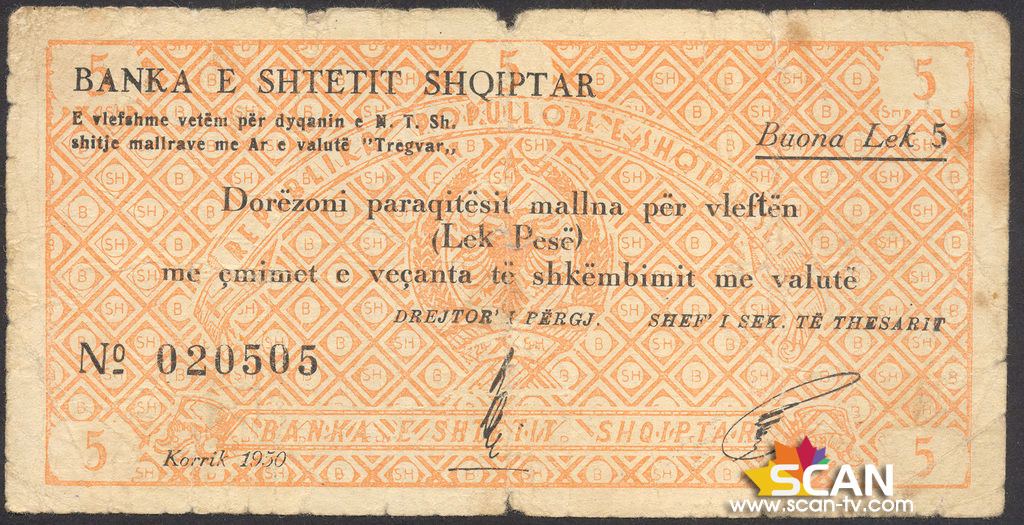 5 5 5
BANKA E SHTETIT SHQIPTAR
E vlefshme vetëm për dyqanin e N. T. Sh.
shitje mallrave me Ar e valutë "Tregvar„
Buona Lek 5
Dorëzoni paraqitësit mallna për vleftën
(Lek Pesë)
me çmimet e veçanta të shkëmbimit me valutë
DREJTOR' I PËRGJ. SHEF' I SEK. TË THESARIT
Nº 020505
BANKA E SHTETIT SHQIPTAR
5 5
Korrik 1950
SCAN
www.scan-tv.com